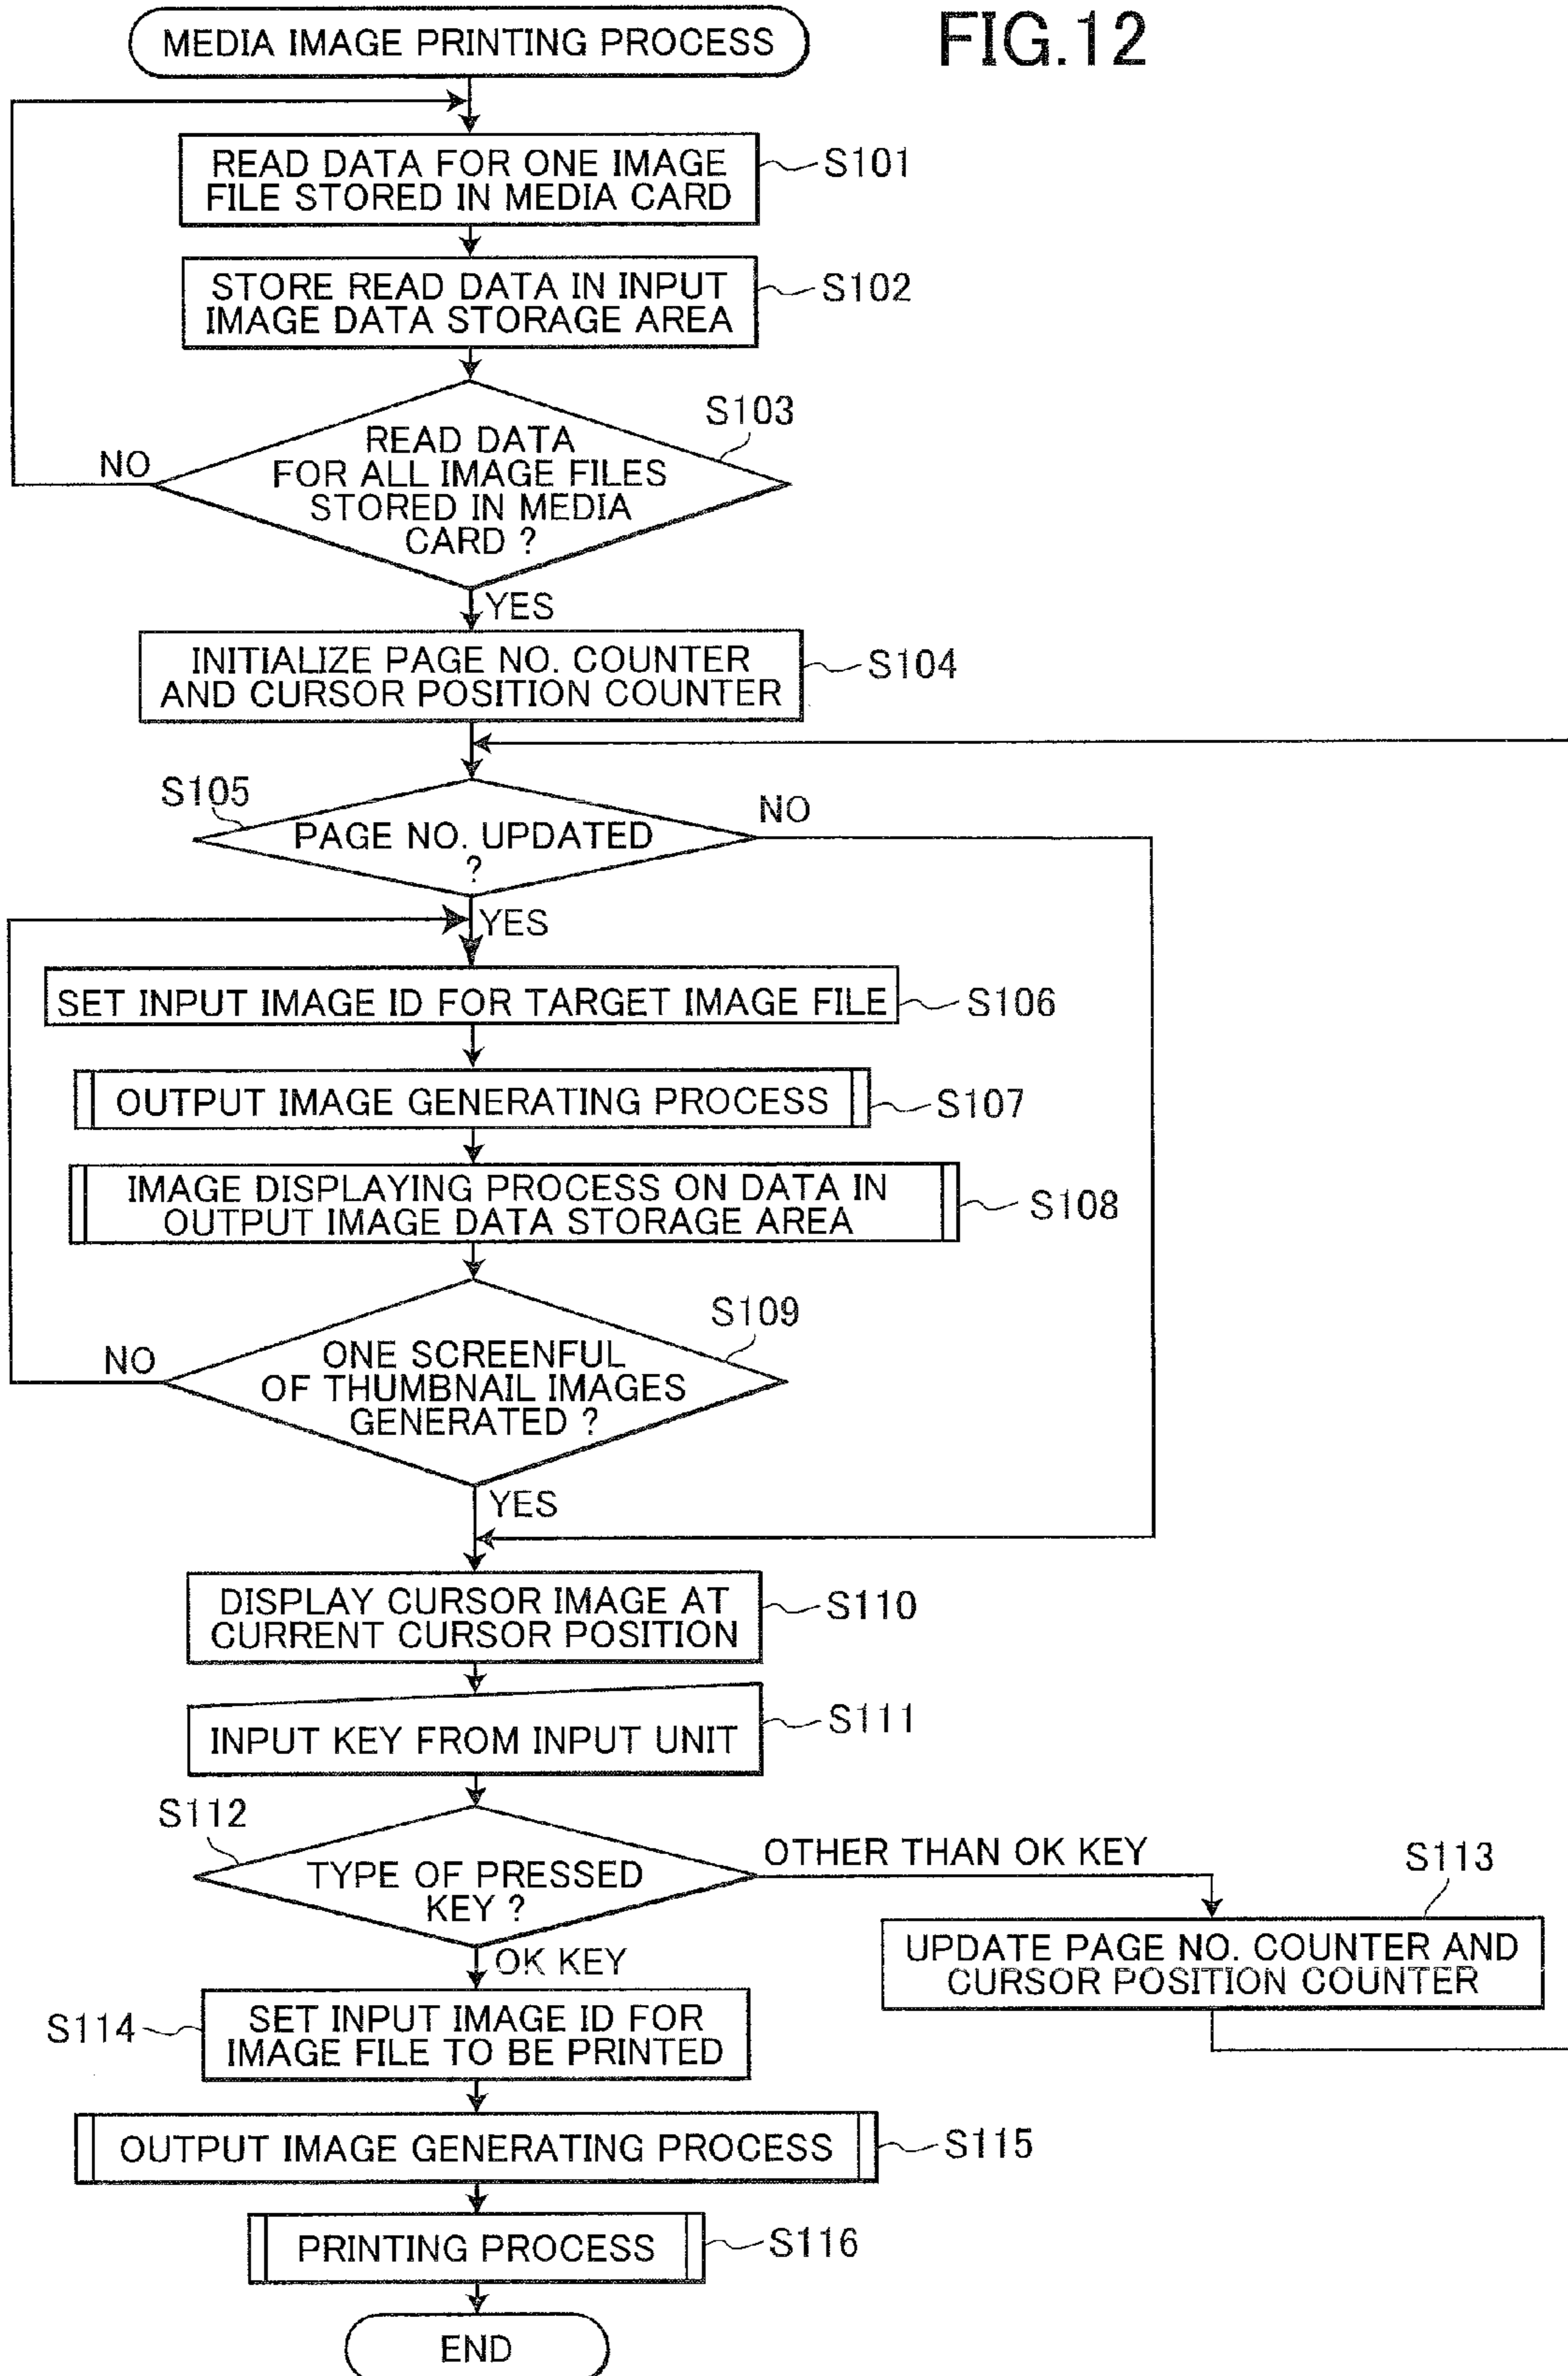 FIG.12
MEDIA IMAGE PRINTING PROCESS
READ DATA FOR ONE IMAGE
FILE STORED IN MEDIA CARD
S101
STORE READ DATA IN INPUT
IMAGE DATA STORAGE AREA
S102
S103
READ DATA
FOR ALL IMAGE FILES
STORED IN MEDIA
CARD ?
NO
YES
INITIALIZE PAGE NO. COUNTER
AND CURSOR POSITION COUNTER
S104
S105
PAGE NO. UPDATED
?
NO
YES
SET INPUT IMAGE ID FOR TARGET IMAGE FILE
S106
OUTPUT IMAGE GENERATING PROCESS
S107
IMAGE DISPLAYING PROCESS ON DATA IN
OUTPUT IMAGE DATA STORAGE AREA
S108
S109
ONE SCREENFUL
OF THUMBNAIL IMAGES
GENERATED ?
NO
YES
DISPLAY CURSOR IMAGE AT
CURRENT CURSOR POSITION
S110
INPUT KEY FROM INPUT UNIT
S111
S112
TYPE OF PRESSED
KEY ?
OTHER THAN OK KEY
S113
UPDATE PAGE NO. COUNTER AND
CURSOR POSITION COUNTER
OK KEY
S114
SET INPUT IMAGE ID FOR
IMAGE FILE TO BE PRINTED
OUTPUT IMAGE GENERATING PROCESS
S115
PRINTING PROCESS
S116
END